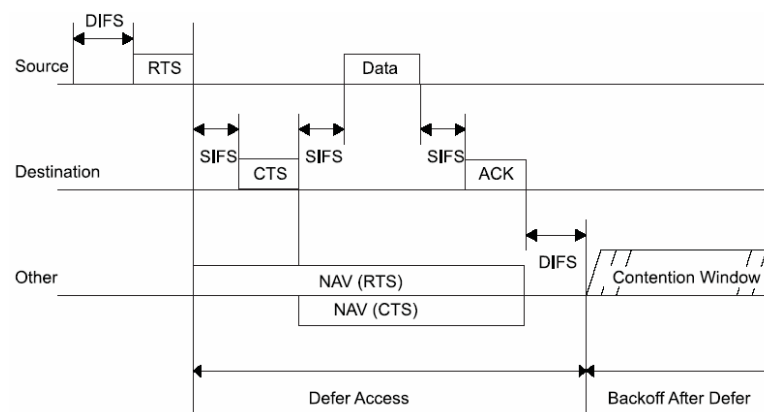 DIFS
Source
RTS
Data
SIFS
SIFS
SIFS
Destination
CTS
ACK
DIFS
Other
NAV (RTS)
Contention Window
NAV (CTS)
Defer Access
Backoff After Defer